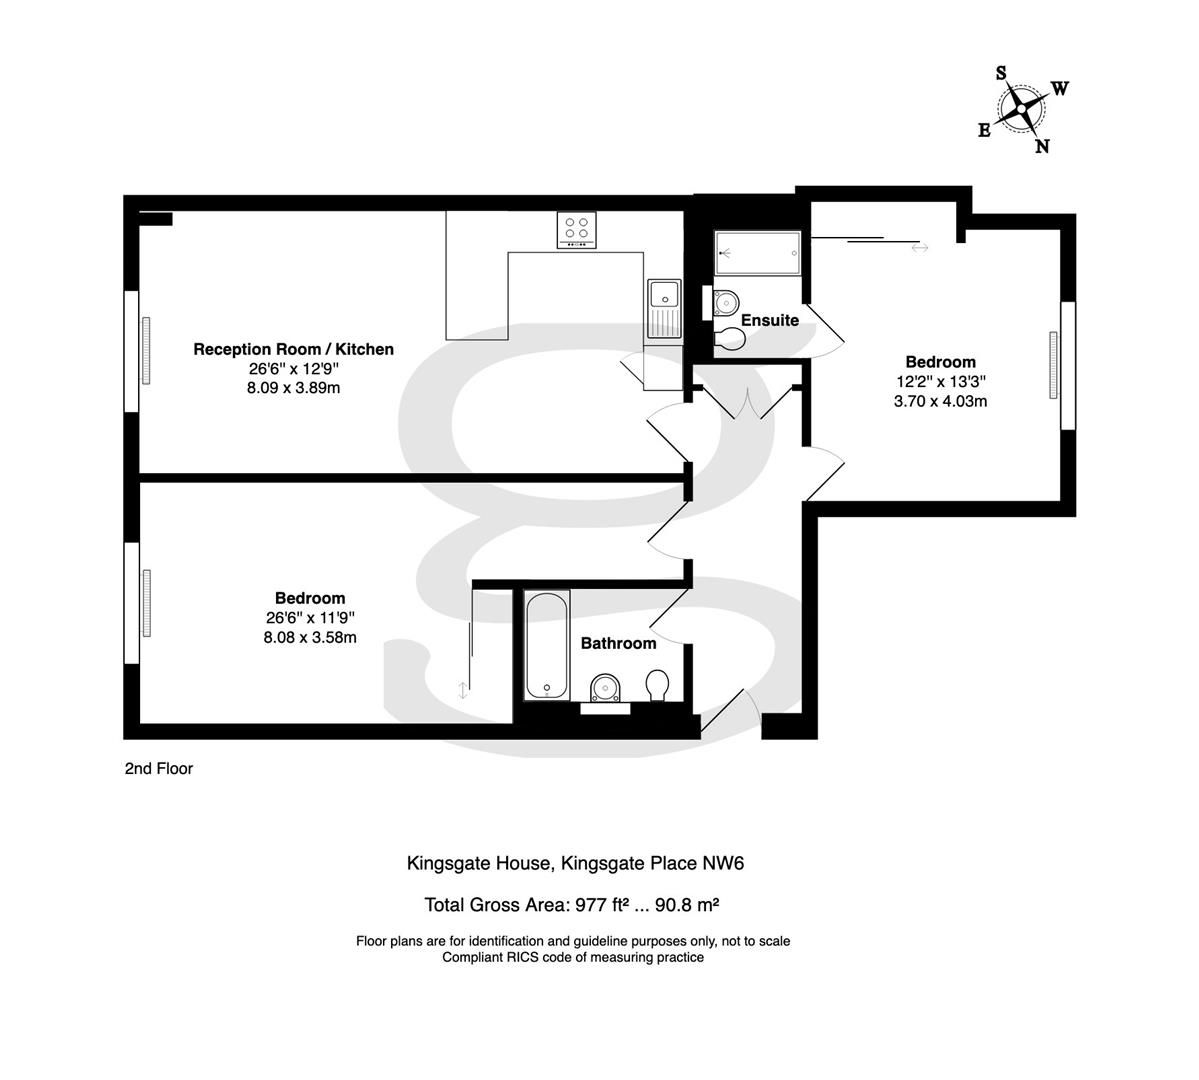 S
W
E
N
Reception Room / Kitchen
26'6" x 12'9"
8.09 x 3.89m
Ensuite
Bedroom
12'2" x 13'3"
3.70 x 4.03m
Bedroom
26'6" x 11'9"
8.08 x 3.58m
Bathroom
2nd Floor
Kingsgate House, Kingsgate Place NW6
Total Gross Area: 977 ft² ... 90.8 m²
Floor plans are for identification and guideline purposes only, not to scale
Compliant RICS code of measuring practice
g